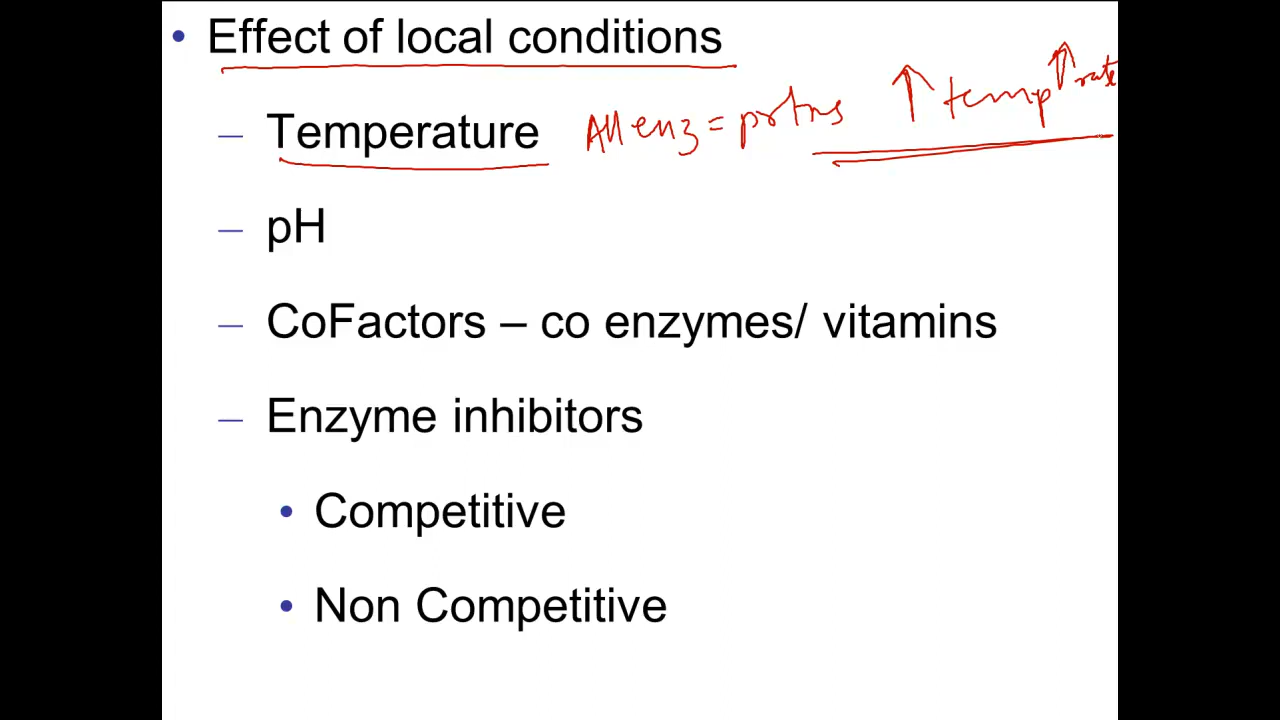 • Effect of local conditions
– Temperature All enz = prtns ↑ temp ↑ rate
– pH
– CoFactors – co enzymes/ vitamins
– Enzyme inhibitors
• Competitive
• Non Competitive